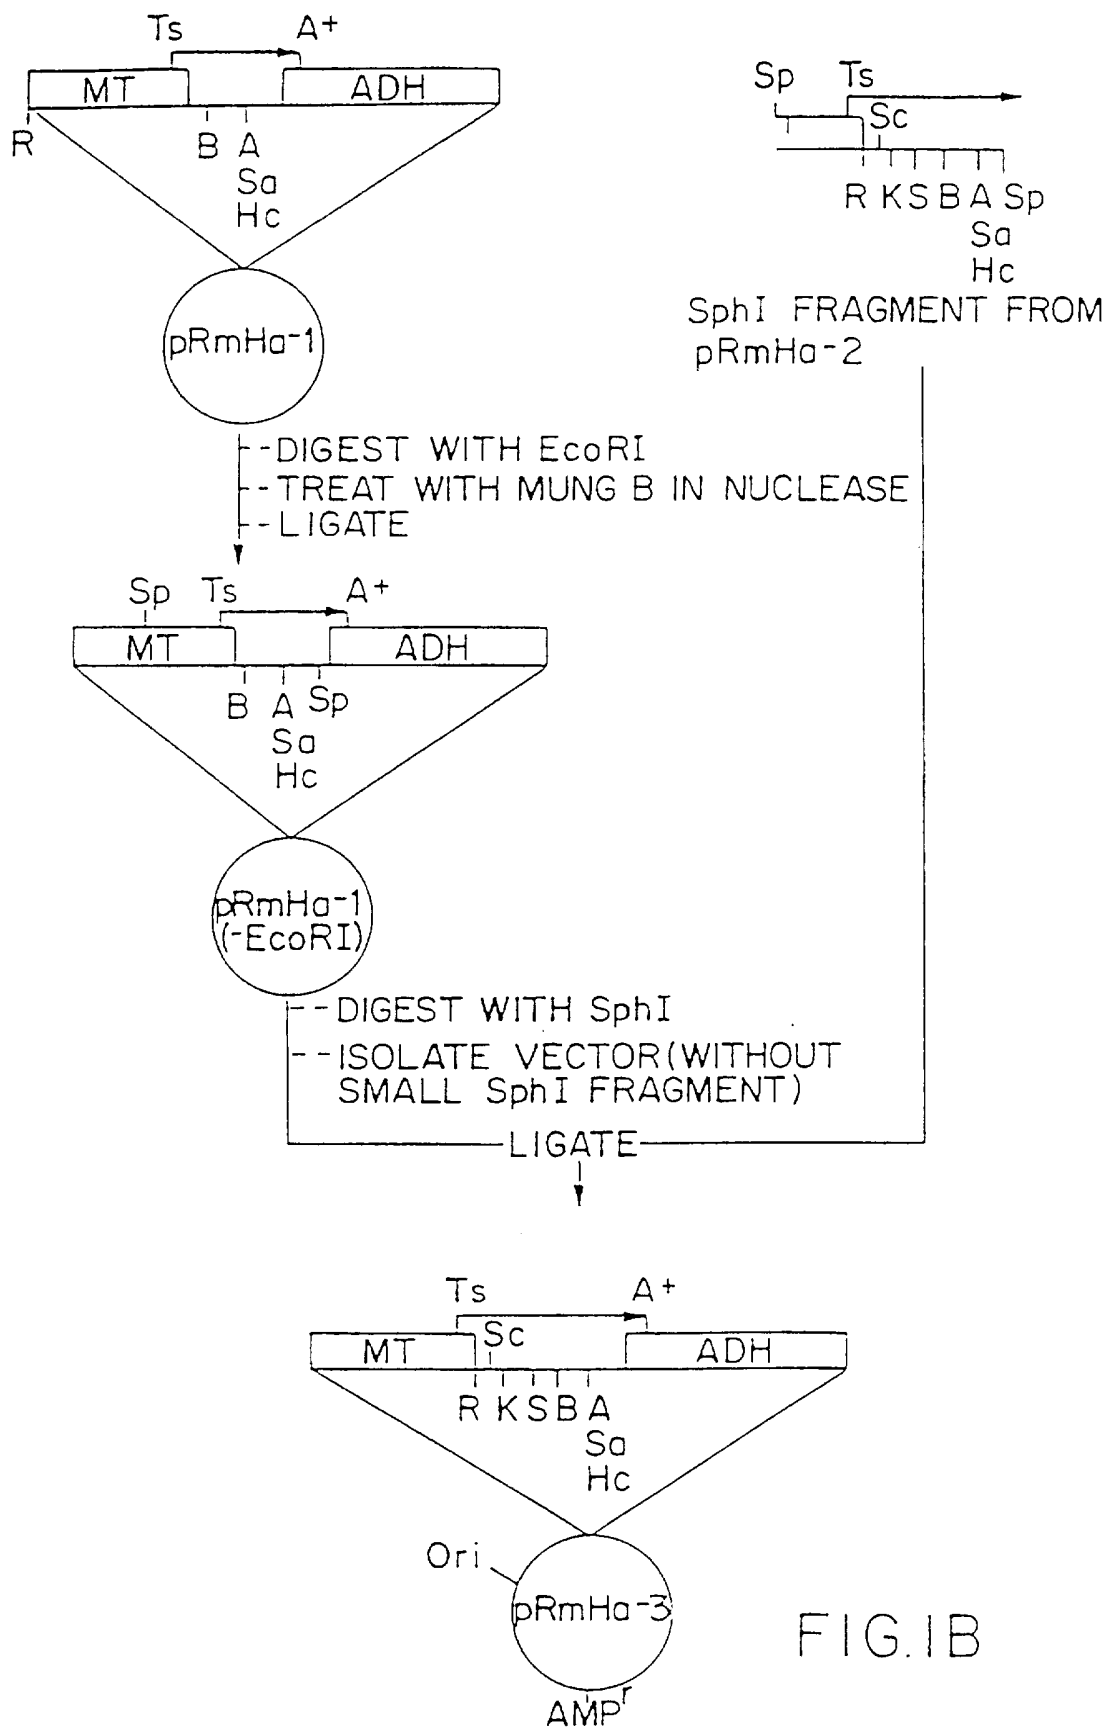 Ts A+
MT ADH
R B A
Sa
Hc
pRmHa-1
Sp Ts
Sc
R K S B A Sp
Sa
Hc
SphI FRAGMENT FROM
pRmHa-2
DIGEST WITH EcoRI
TREAT WITH MUNG B IN NUCLEASE
LIGATE
Sp Ts A+
MT ADH
B A Sp
Sa
Hc
pRmHa-1
(-EcoRI)
DIGEST WITH SphI
ISOLATE VECTOR(WITHOUT
SMALL SphI FRAGMENT)
LIGATE
Ts A+
Sc
MT ADH
R K S B A
Sa
Hc
Ori
pRmHa-3
AMPr
FIG.1B